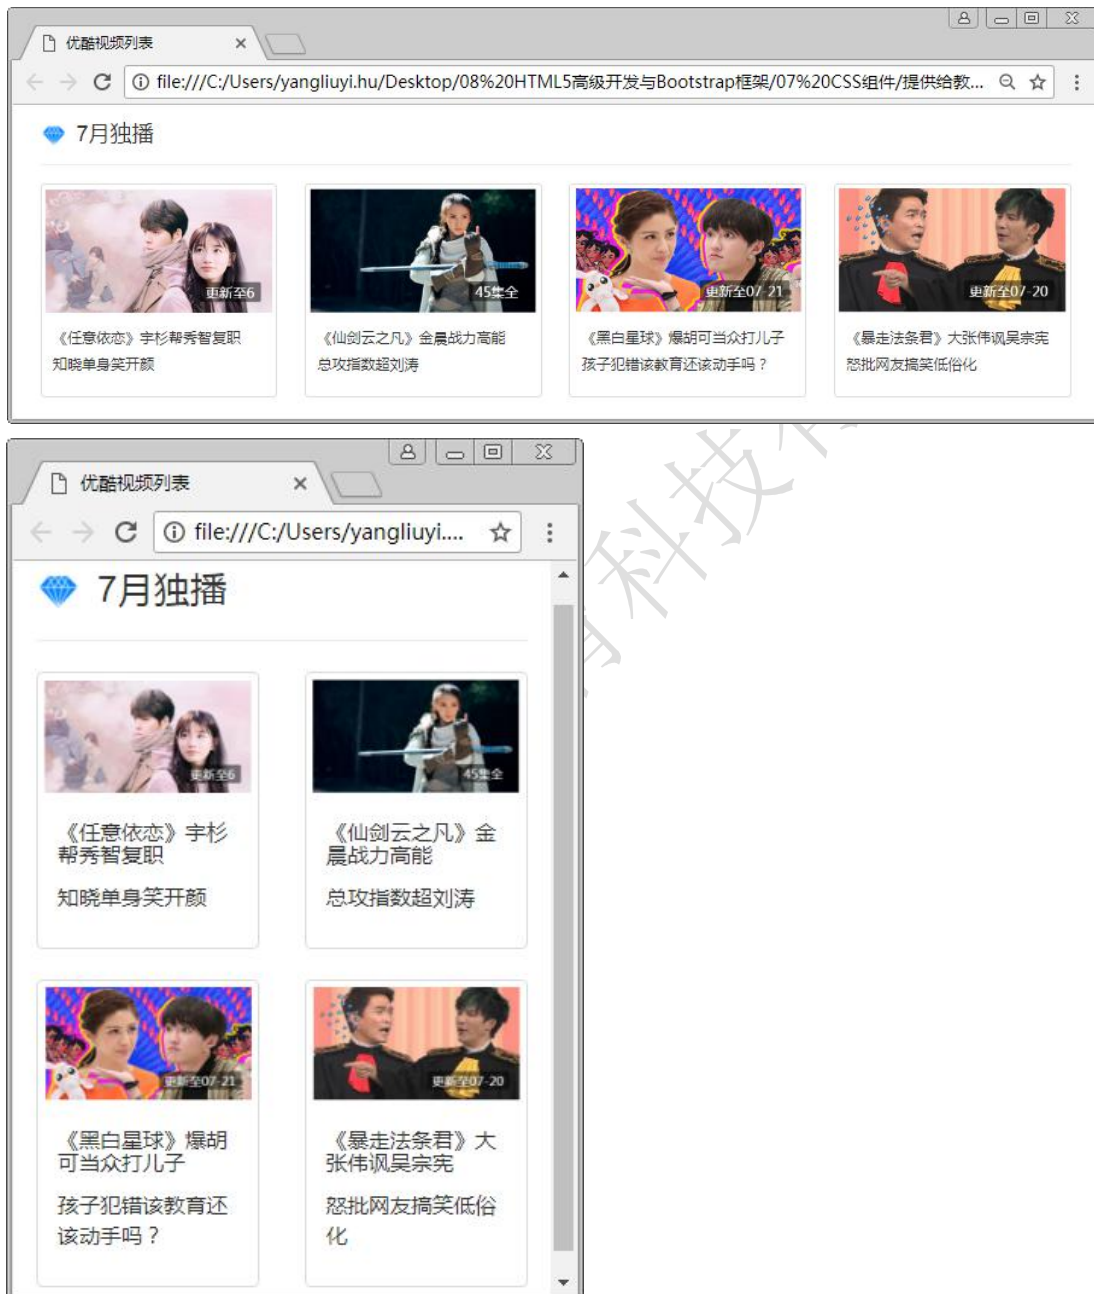 优酷视频列表
file:///C:/Users/yangliuyi.hu/Desktop/08%20HTML5高级开发与Bootstrap框架/07%20CSS组件/提供给教...
7月独播
更新至6
45集全
更新至07-21
更新至07-20
《任意依恋》宇杉帮秀智复职
知晓单身笑开颜
《仙剑云之凡》金晨战力高能
总攻指数超刘涛
《黑白星球》爆胡可当众打儿子
孩子犯错该教育还该动手吗？
《暴走法条君》大张伟讽吴宗宪
怒批网友搞笑低俗化
优酷视频列表
file:///C:/Users/yangliuyi....
7月独播
更新至6
45集全
《任意依恋》宇杉
帮秀智复职
知晓单身笑开颜
《仙剑云之凡》金
晨战力高能
总攻指数超刘涛
更新至07-21
更新至07-20
《黑白星球》爆胡
可当众打儿子
孩子犯错该教育还
该动手吗？
《暴走法条君》大
张伟讽吴宗宪
怒批网友搞笑低俗
化
育科技有